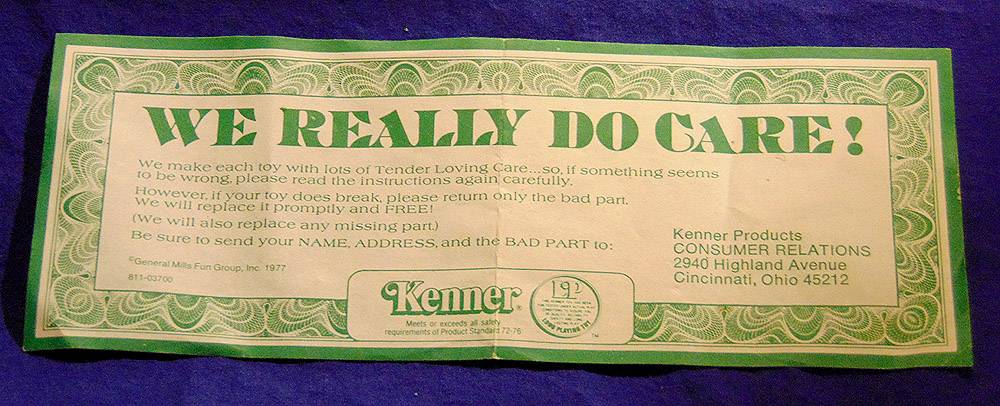 WE REALLY DO CARE!
We make each toy with lots of Tender Loving Care...so, if something seems
to be wrong, please read the instructions again carefully.
However, if your toy does break, please return only the bad part.
We will replace it promptly and FREE!
(We will also replace any missing part.)
Be sure to send your NAME, ADDRESS, and the BAD PART to:
Kenner Products
CONSUMER RELATIONS
2940 Highland Avenue
Cincinnati, Ohio 45212
©General Mills Fun Group, Inc. 1977
811-03700
Kenner®
Meets or exceeds all safety
requirements of Product Standard 72-76
™